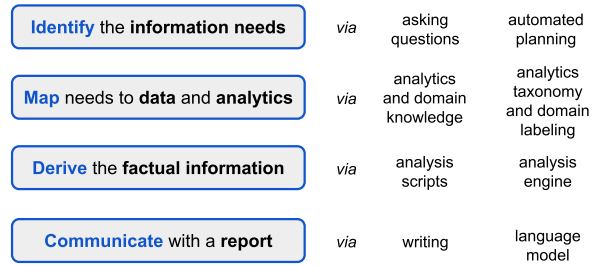 Identify the information needs
via
asking
questions
automated
planning
Map needs to data and analytics
via
analytics
and domain
knowledge
analytics
taxonomy
and domain
labeling
Derive the factual information
via
analysis
scripts
analysis
engine
Communicate with a report
via
writing
language
model